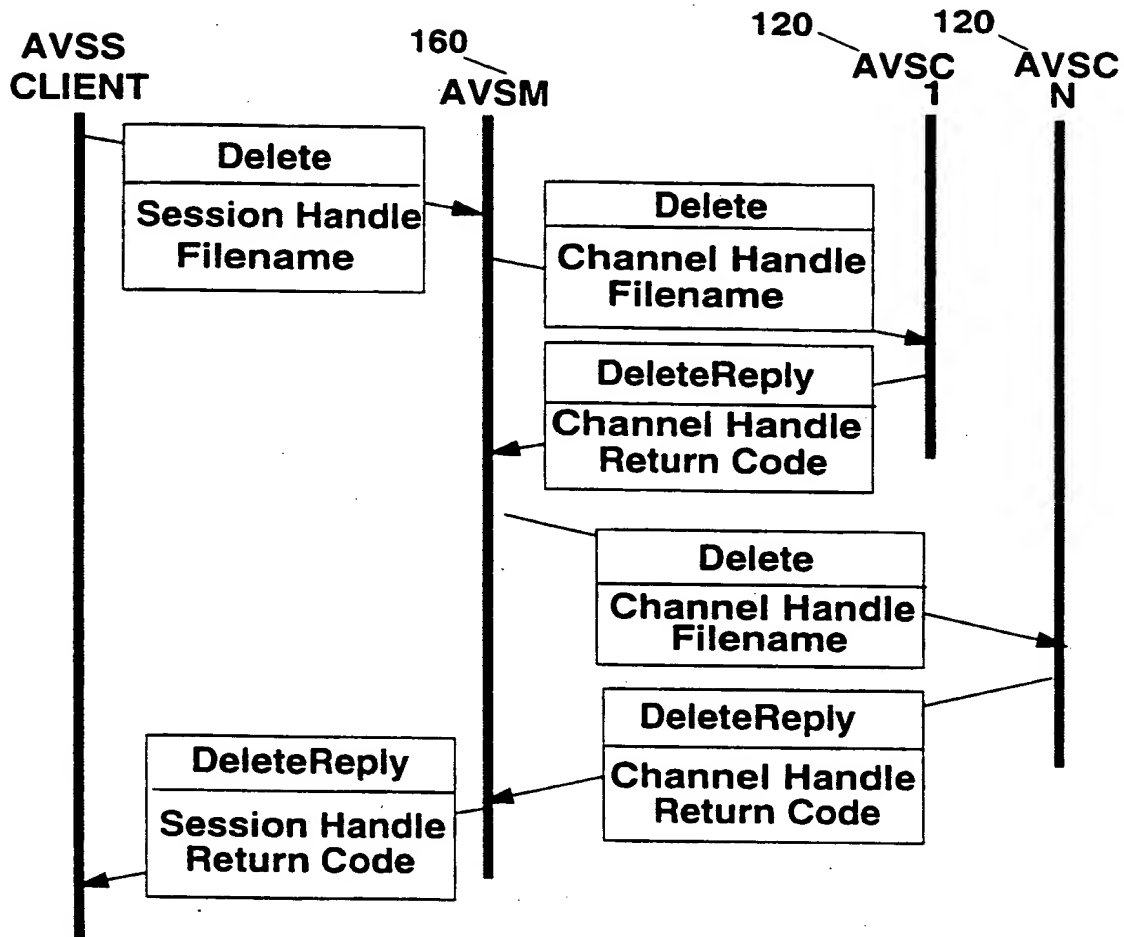 AVSS
CLIENT
160
AVSM
120
AVSC
1
120
AVSC
N
Delete
Session Handle
Filename
Delete
Channel Handle
Filename
DeleteReply
Channel Handle
Return Code
Delete
Channel Handle
Filename
DeleteReply
Channel Handle
Return Code
DeleteReply
Session Handle
Return Code